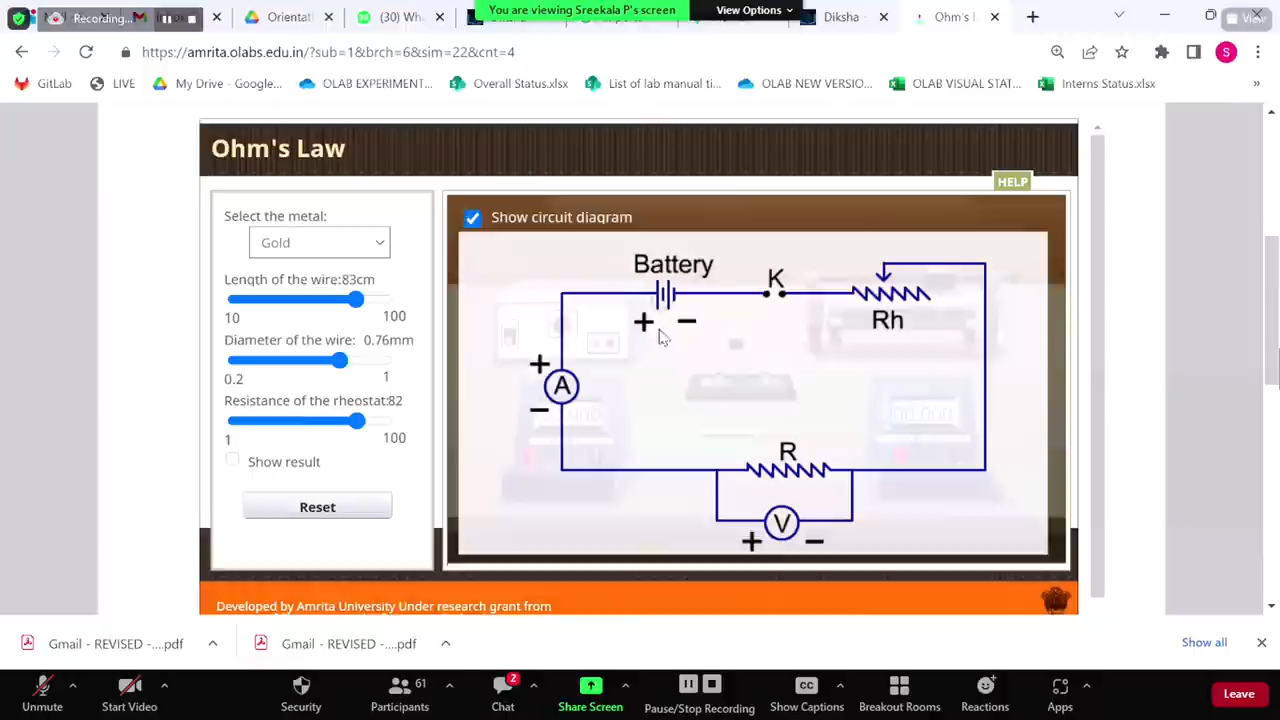 Recording...
You are viewing Sreekala P's screen
View Options
View
Orientat
(30) Wh
Diksha -
Ohm's l
https://amrita.olabs.edu.in/?sub=1&brch=6&sim=22&cnt=4
S
GitLab
LIVE
My Drive - Google...
OLAB EXPERIMENT...
Overall Status.xlsx
List of lab manual ti...
OLAB NEW VERSIO...
OLAB VISUAL STAT...
Interns Status.xlsx
»
Ohm's Law
HELP
Select the metal:
Gold
Length of the wire:83cm
10 100
Diameter of the wire: 0.76mm
0.2 1
Resistance of the rheostat:82
1 100
Show result
Reset
Show circuit diagram
Battery
K
+ −
Rh
+
A
−
R
V
+ −
Developed by Amrita University Under research grant from
Gmail - REVISED -....pdf
Gmail - REVISED -....pdf
Show all
61
2
Unmute
Start Video
Security
Participants
Chat
Share Screen
Pause/Stop Recording
CC
Show Captions
Breakout Rooms
Reactions
Apps
Leave